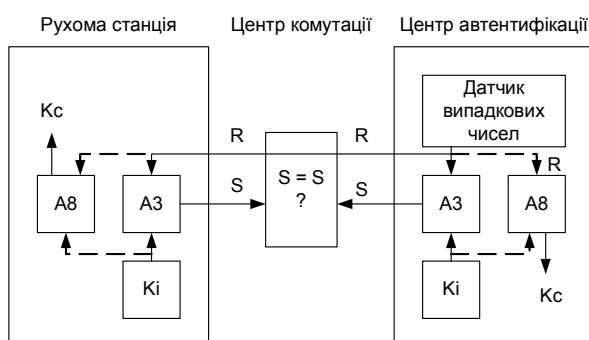 Рухома станція
Центр комутації
Центр автентифікації
Датчик
випадкових
чисел
Kc
R
R
R
S = S
?
A8
A3
S
S
A3
A8
Ki
Ki
Kc